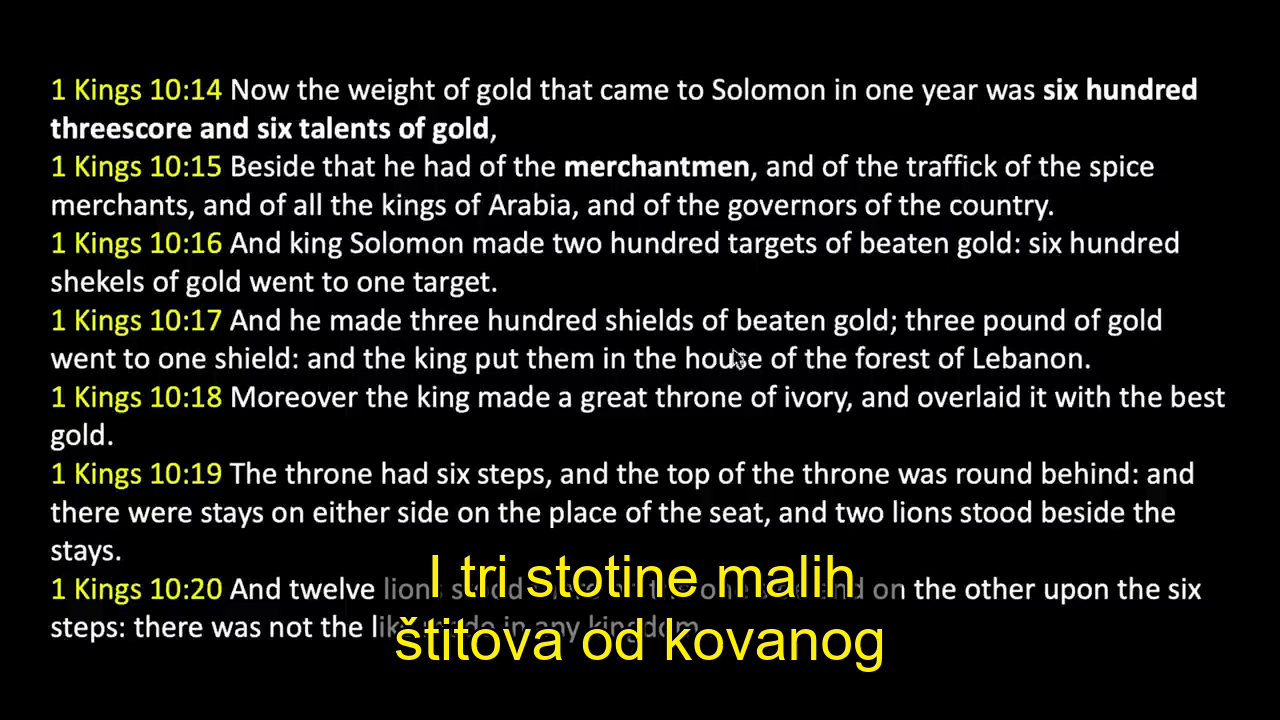 1 Kings 10:14 Now the weight of gold that came to Solomon in one year was six hundred
threescore and six talents of gold,
1 Kings 10:15 Beside that he had of the merchantmen, and of the traffick of the spice
merchants, and of all the kings of Arabia, and of the governors of the country.
1 Kings 10:16 And king Solomon made two hundred targets of beaten gold: six hundred
shekels of gold went to one target.
1 Kings 10:17 And he made three hundred shields of beaten gold; three pound of gold
went to one shield: and the king put them in the house of the forest of Lebanon.
1 Kings 10:18 Moreover the king made a great throne of ivory, and overlaid it with the best
gold.
1 Kings 10:19 The throne had six steps, and the top of the throne was round behind: and
there were stays on either side on the place of the seat, and two lions stood beside the
stays.
1 Kings 10:20 And twelve lions and on the other upon the six
steps: there was not the like made in any kingdom.
I tri stotine malih
štitova od kovanog